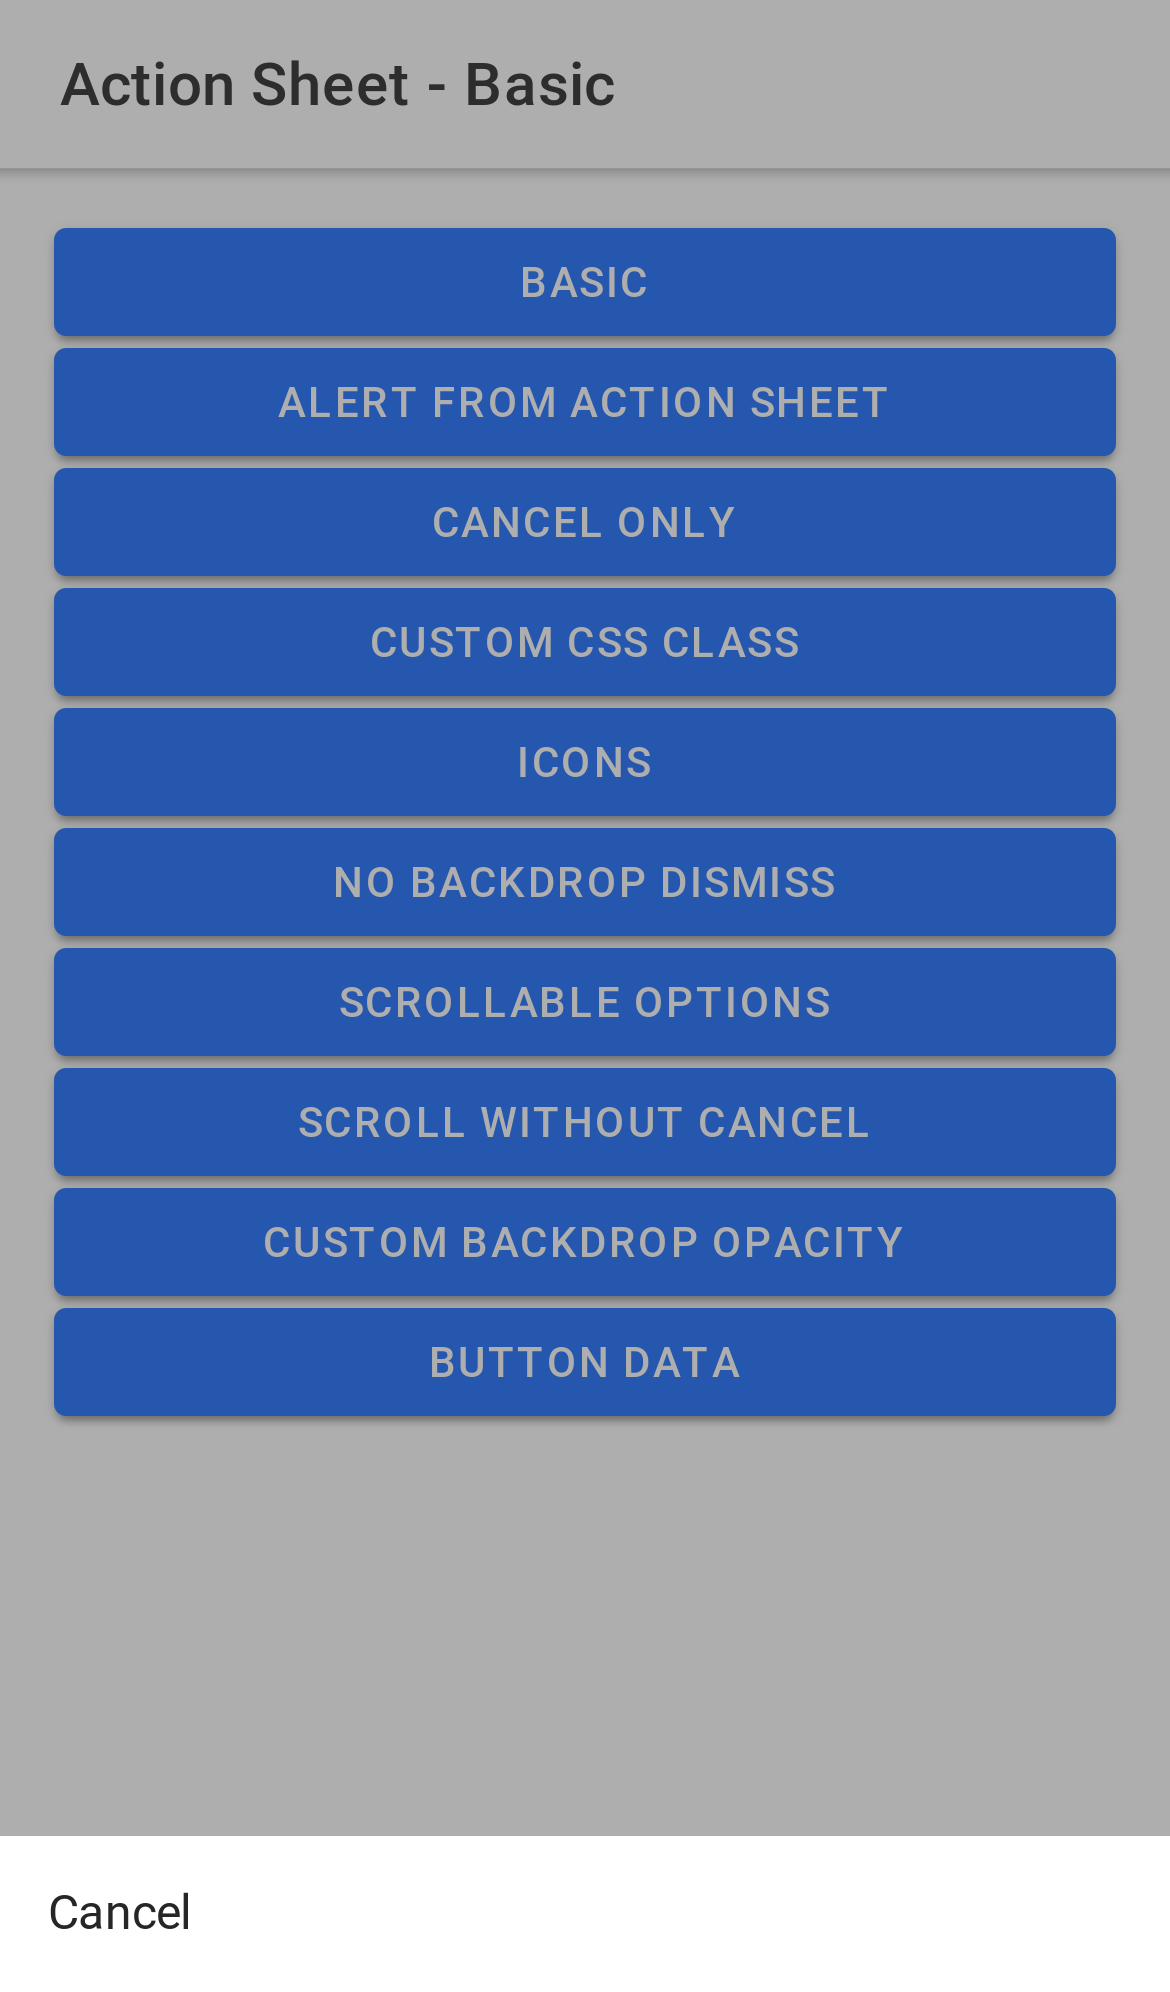 Action Sheet - Basic
BASIC
ALERT FROM ACTION SHEET
CANCEL ONLY
CUSTOM CSS CLASS
ICONS
NO BACKDROP DISMISS
SCROLLABLE OPTIONS
SCROLL WITHOUT CANCEL
CUSTOM BACKDROP OPACITY
BUTTON DATA
Cancel